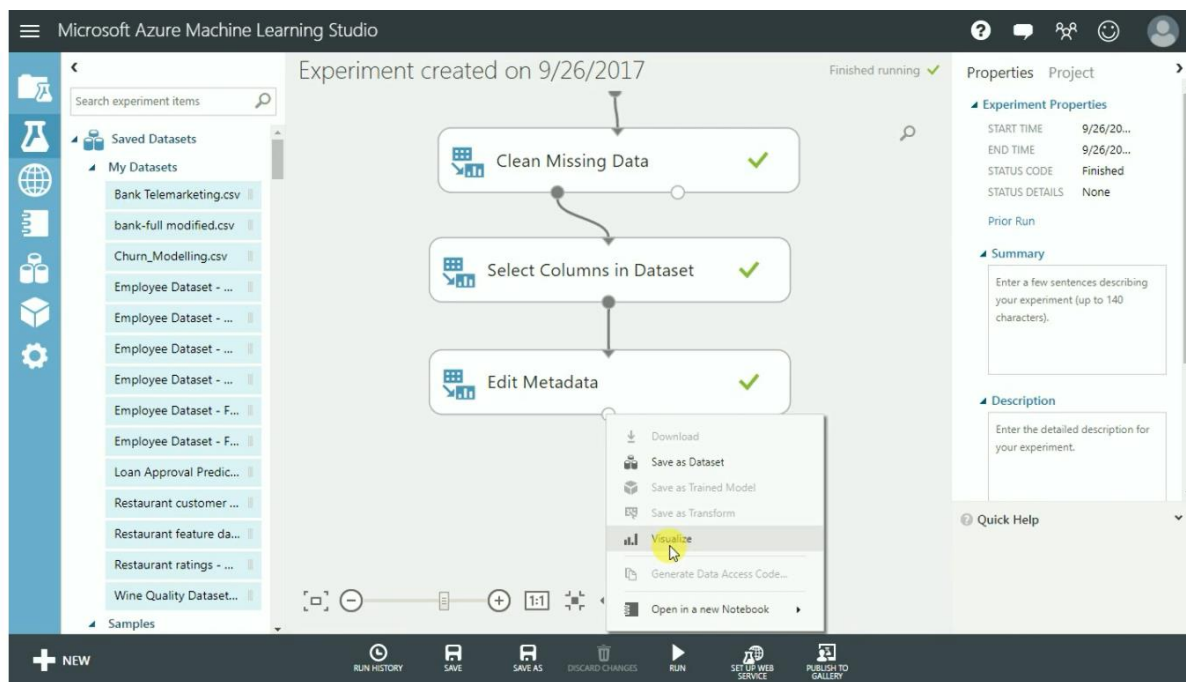 Microsoft Azure Machine Learning Studio
Search experiment items
Saved Datasets
My Datasets
Bank Telemarketing.csv
bank-full modified.csv
Churn_Modelling.csv
Employee Dataset - ...
Employee Dataset - ...
Employee Dataset - ...
Employee Dataset - ...
Employee Dataset - F...
Employee Dataset - F...
Loan Approval Predic...
Restaurant customer ...
Restaurant feature da...
Restaurant ratings - ...
Wine Quality Dataset...
Samples
Experiment created on 9/26/2017
Finished running
Clean Missing Data
Select Columns in Dataset
Edit Metadata
Download
Save as Dataset
Save as Trained Model
Save as Transform
Visualize
Generate Data Access Code...
Open in a new Notebook
1:1
Properties Project
Experiment Properties
START TIME 9/26/20...
END TIME 9/26/20...
STATUS CODE Finished
STATUS DETAILS None
Prior Run
Summary
Enter a few sentences describing
your experiment (up to 140
characters).
Description
Enter the detailed description for
your experiment.
Quick Help
NEW
RUN HISTORY
SAVE
SAVE AS
DISCARD CHANGES
RUN
SET UP WEB
SERVICE
PUBLISH TO
GALLERY